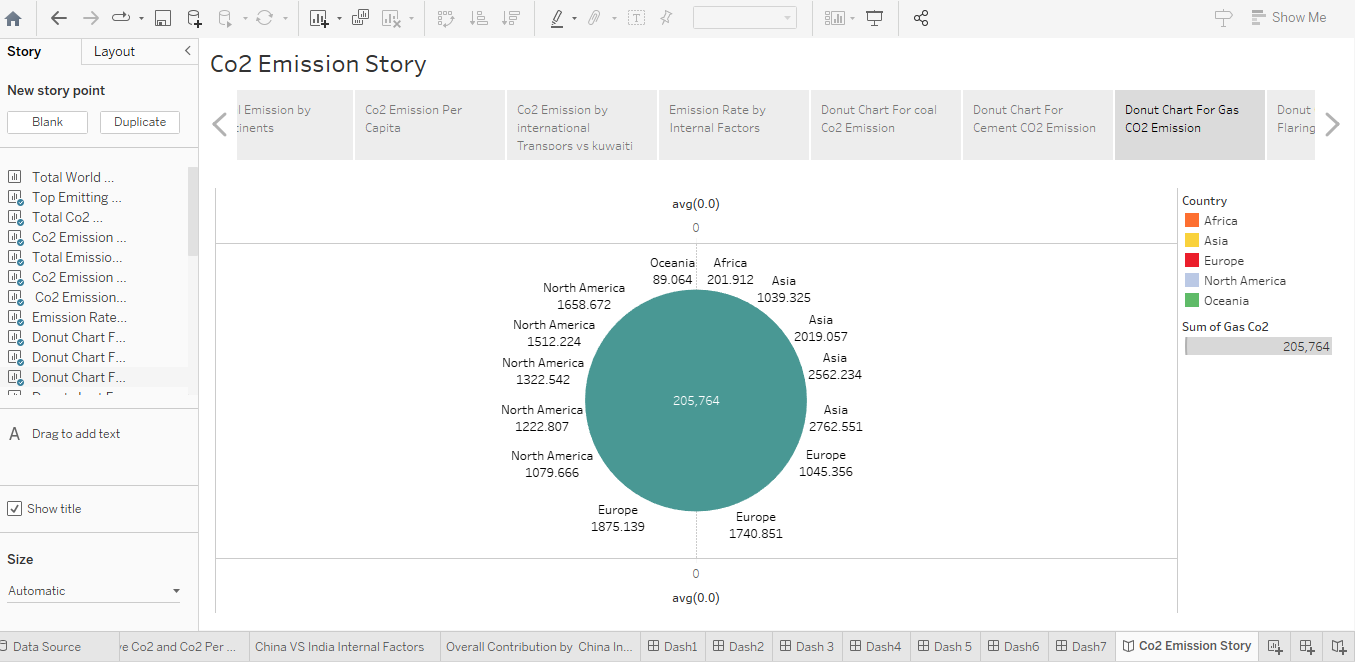 Show Me
Story
Layout
New story point
Blank
Duplicate
Total World ...
Top Emitting ...
Total Co2 ...
Co2 Emission ...
Total Emissio...
Co2 Emission ...
Co2 Emission...
Emission Rate...
Donut Chart F...
Donut Chart F...
Donut Chart F...
A Drag to add text
Show title
Size
Automatic
Co2 Emission Story
l Emission by
tinents
Co2 Emission Per
Capita
Co2 Emission by
international
Transpors vs kuwaiti
Emission Rate by
Internal Factors
Donut Chart For coal
Co2 Emission
Donut Chart For
Cement CO2 Emission
Donut Chart For Gas
CO2 Emission
Donut
Flaring
avg(0.0)
0
Oceania
89.064
Africa
201.912
Asia
1039.325
Asia
2019.057
Asia
2562.234
Asia
2762.551
Europe
1045.356
Europe
1740.851
Europe
1875.139
North America
1079.666
North America
1222.807
North America
1322.542
North America
1512.224
North America
1658.672
205,764
0
avg(0.0)
Country
Africa
Asia
Europe
North America
Oceania
Sum of Gas Co2
205,764
Data Source
ve Co2 and Co2 Per ...
China VS India Internal Factors
Overall Contribution by China In...
Dash1
Dash2
Dash 3
Dash4
Dash 5
Dash6
Dash7
Co2 Emission Story